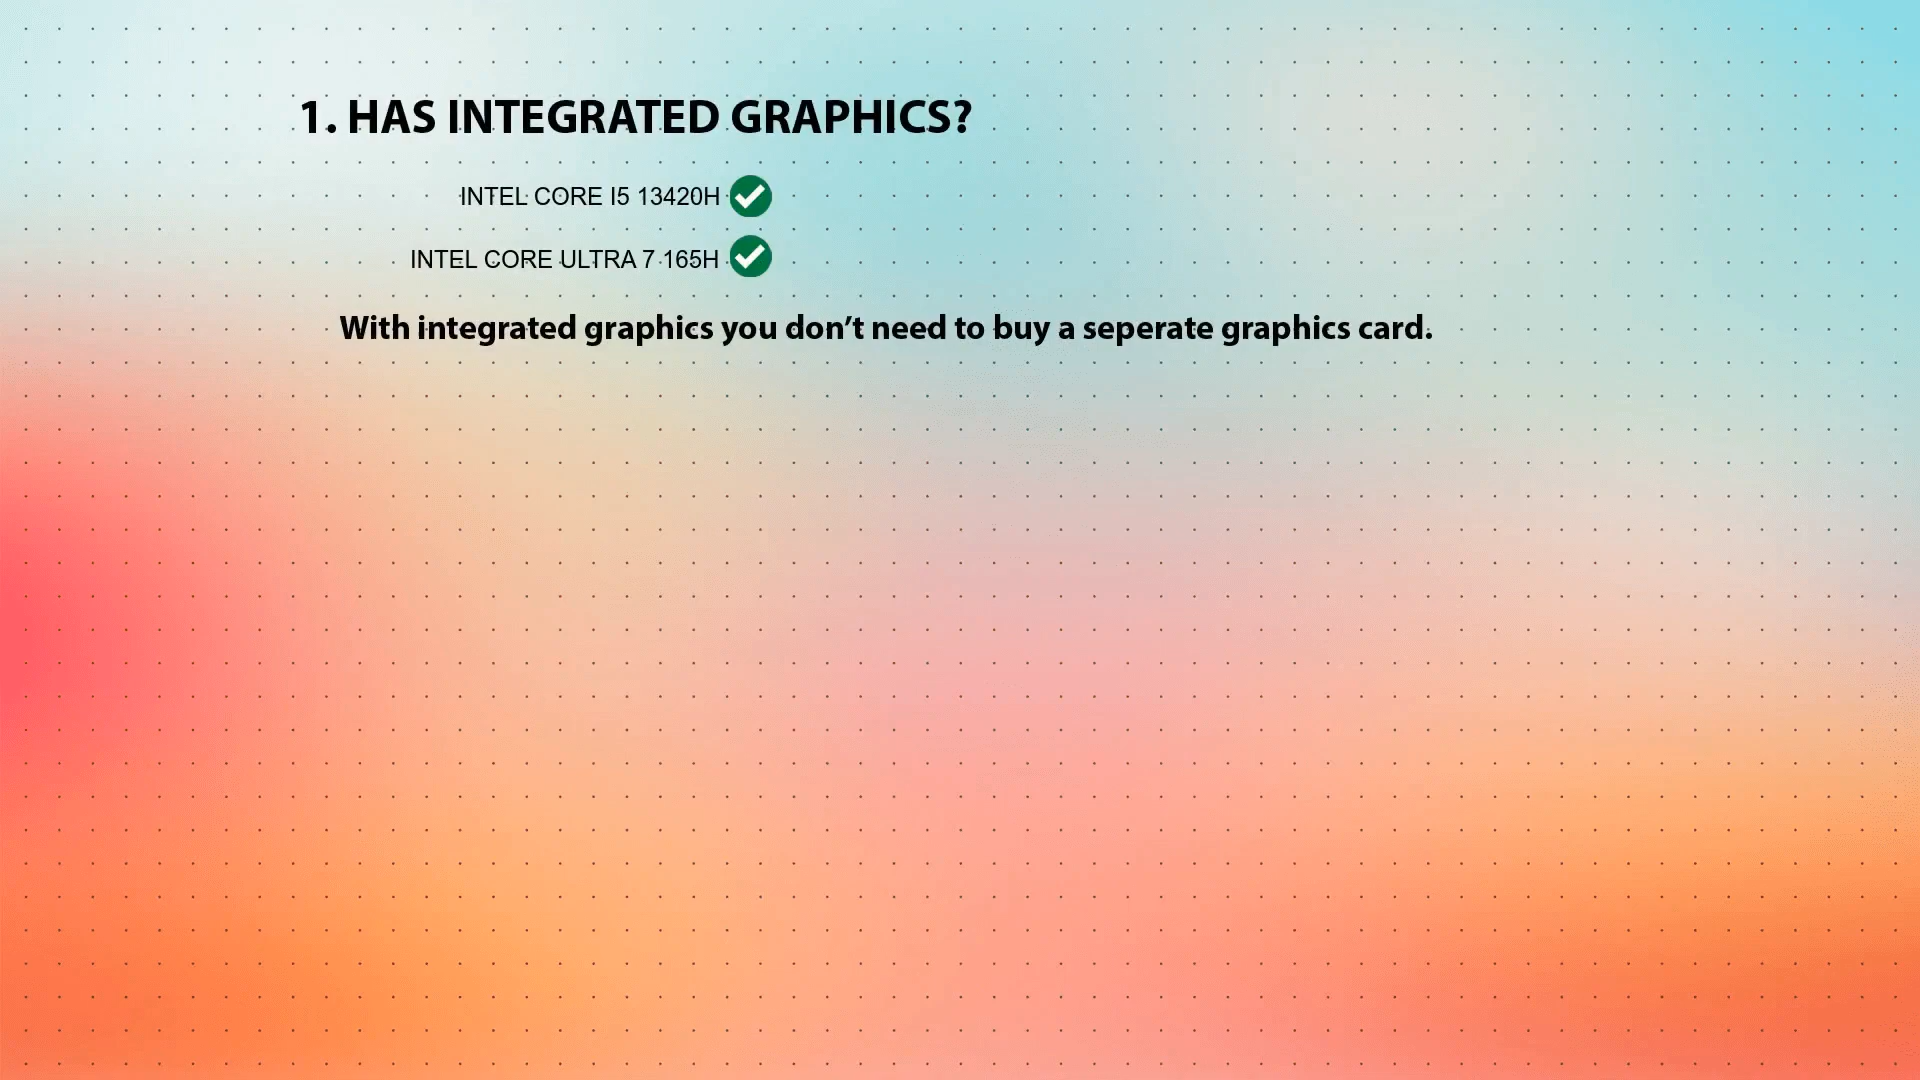 1. HAS INTEGRATED GRAPHICS?
INTEL CORE I5 13420H
INTEL CORE ULTRA 7 165H
With integrated graphics you don’t need to buy a seperate graphics card.